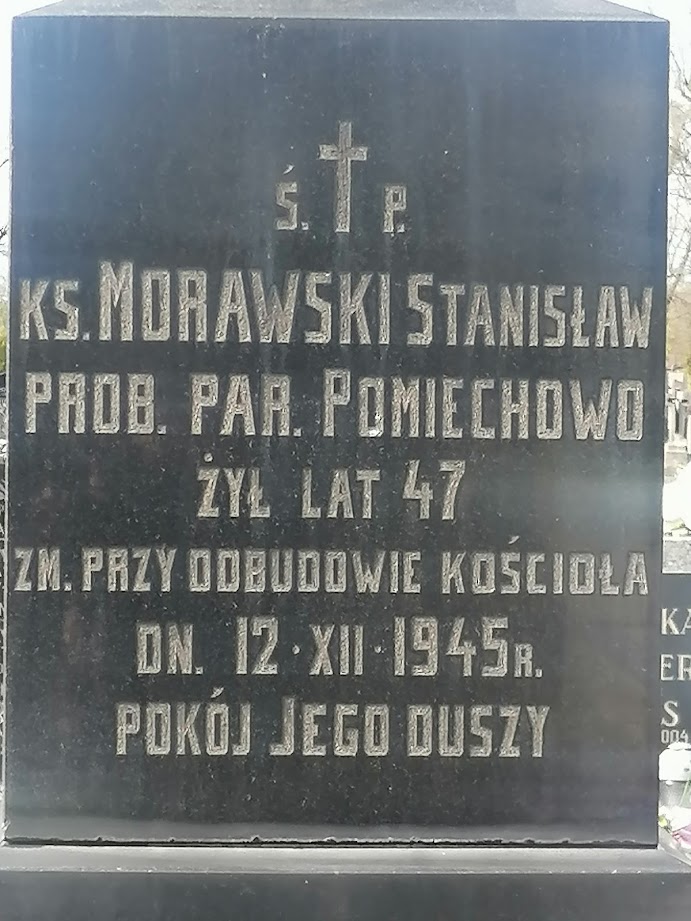 Ś. P.
KS. MORAWSKI STANISŁAW
PROB. PAR. POMIECHOWO
ŻYŁ LAT 47
ZM. PRZY ODBUDOWIE KOŚCIOŁA
DN. 12·XII·1945R.
POKÓJ JEGO DUSZY